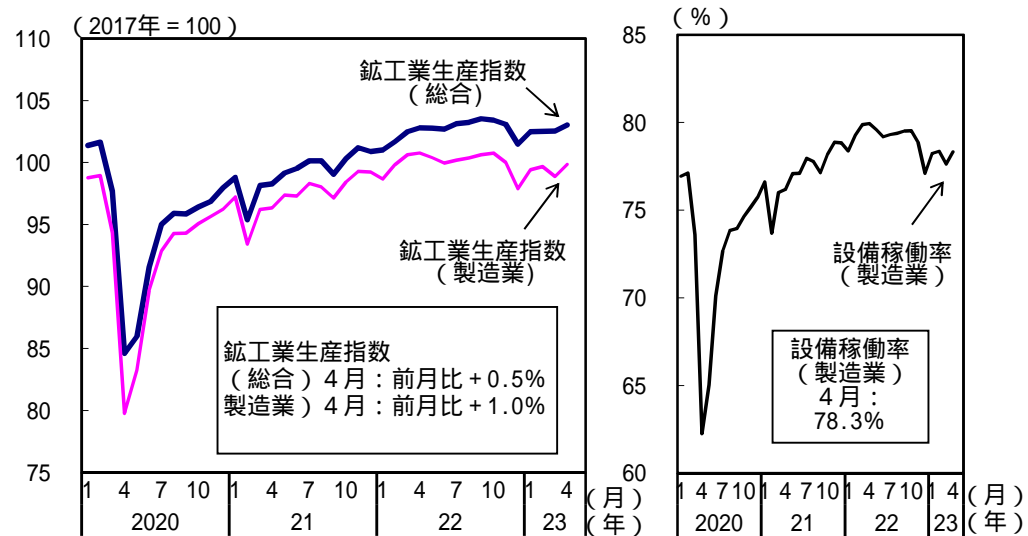 （2017年＝100）
110
105
100
95
90
85
80
75
鉱工業生産指数
（総合）
鉱工業生産指数
（製造業）
鉱工業生産指数
（総合）４月：前月比＋0.5%
製造業）４月：前月比＋1.0%
1 4 7 10 1 4 7 10 1 4 7 10 1 4 （月）
2020 21 22 23 （年）
（％）
85
80
75
70
65
60
設備稼働率
（製造業）
設備稼働率
（製造業）
４月：
78.3%
1 4 7 10 1 4 7 10 1 4 7 10 1 4 （月）
2020 21 22 23 （年）